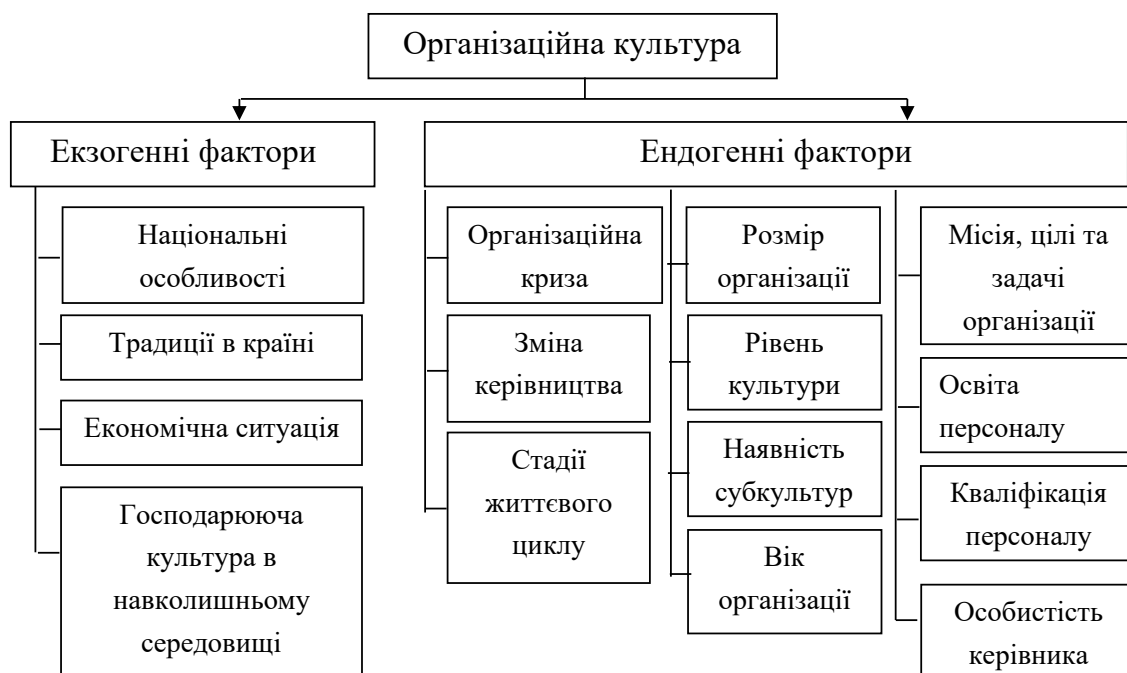 Організаційна культура
Екзогенні фактори
Ендогенні фактори
Національні
особливості
Традиції в країні
Економічна ситуація
Господарююча
культура в
навколишньому
середовищі
Організаційна
криза
Зміна
керівництва
Стадії
життєвого
циклу
Розмір
організації
Рівень
культури
Наявність
субкультур
Вік
організації
Місія, цілі та
задачі
організації
Освіта
персоналу
Кваліфікація
персоналу
Особистість
керівника